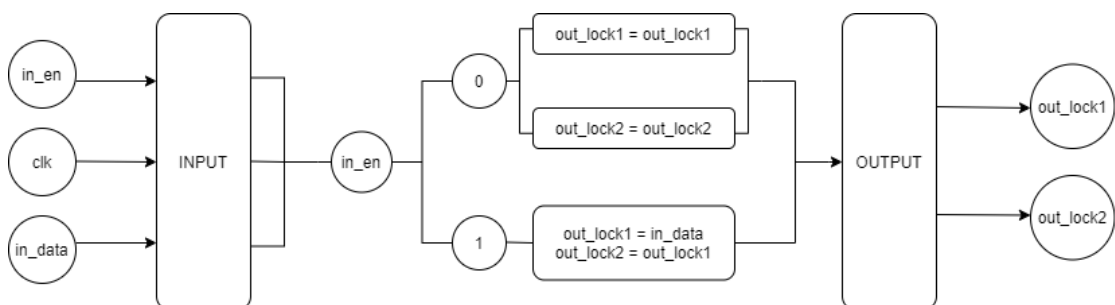 in_en
clk
in_data
INPUT
in_en
0
out_lock1 = out_lock1
out_lock2 = out_lock2
1
out_lock1 = in_data
out_lock2 = out_lock1
OUTPUT
out_lock1
out_lock2